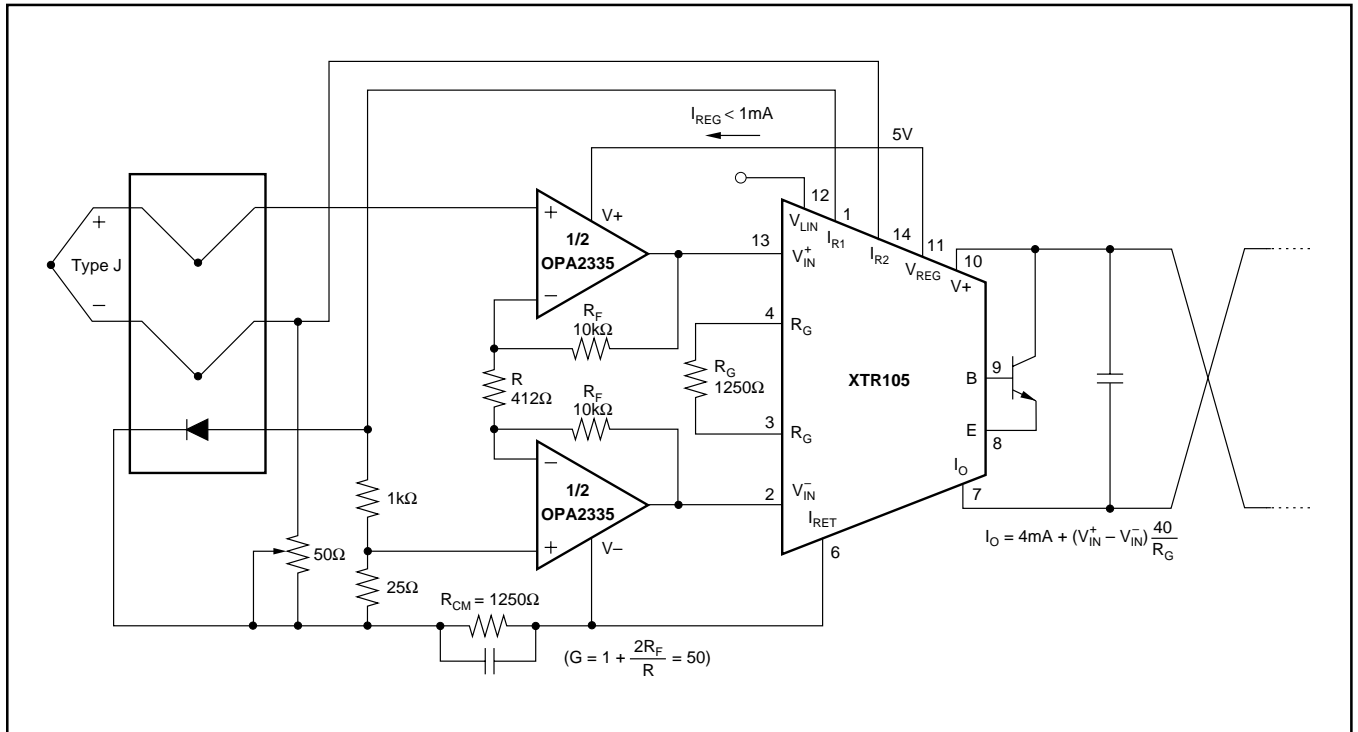 I_REG < 1mA
5V
Type J
+
−
+
−
V+
1/2
OPA2335
R_F
10kΩ
R
412Ω
R_F
10kΩ
−
+
1/2
OPA2335
V−
1kΩ
25Ω
50Ω
R_CM = 1250Ω
(G = 1 + 2R_F/R = 50)
13
4
R_G
1250Ω
3
2
12
1
14
11
10
V_LIN
I_R1
I_R2
V_REG
V+
V_IN^+
R_G
XTR105
R_G
V_IN^−
I_RET
6
B
9
E
8
I_O
7
I_O = 4mA + (V_IN^+ − V_IN^−) 40/R_G